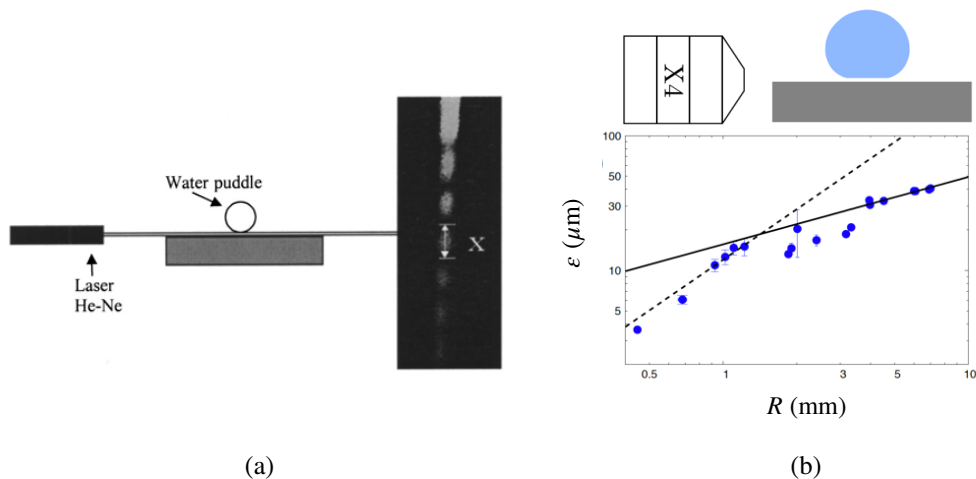 Water puddle
Laser
He-Ne
X
(a)
X4
100
50
30
10
5
ε (μm)
0.5
1
3
5
10
R (mm)
(b)